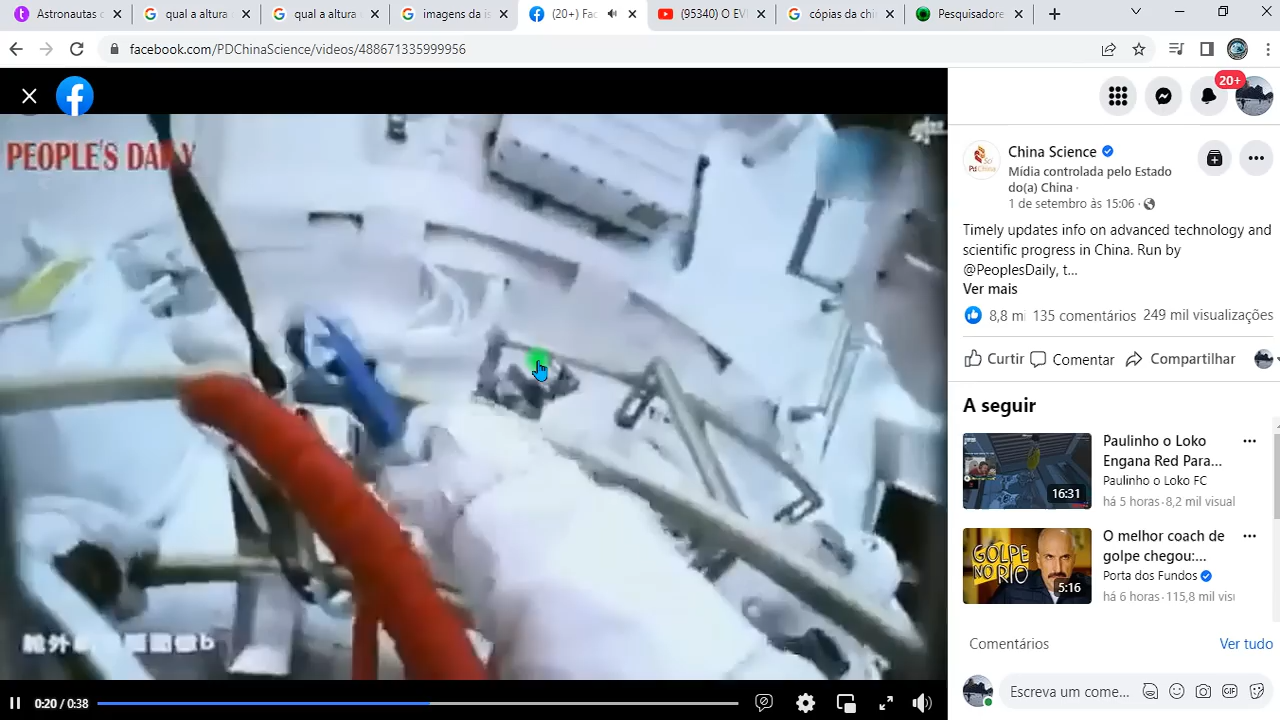 Astronautas c
qual a altura
qual a altura
imagens da is
(20+) Fac
(95340) O EV
cópias da chi
Pesquisadore
facebook.com/PDChinaScience/videos/488671335999956
20+
PEOPLE'S DAILY
China Science
Mídia controlada pelo Estado
do(a) China ·
1 de setembro às 15:06 ·
Timely updates info on advanced technology and
scientific progress in China. Run by
@PeoplesDaily, t...
Ver mais
8,8 mi
135 comentários
249 mil visualizações
Curtir
Comentar
Compartilhar
A seguir
Paulinho o Loko
Engana Red Para...
Paulinho o Loko FC
há 5 horas · 8,2 mil visual
16:31
O melhor coach de
golpe chegou:...
Porta dos Fundos
há 6 horas · 115,8 mil visu
GOLPE
NO RIO
5:16
Comentários
Ver tudo
Escreva um come...
GIF
0:20 / 0:38